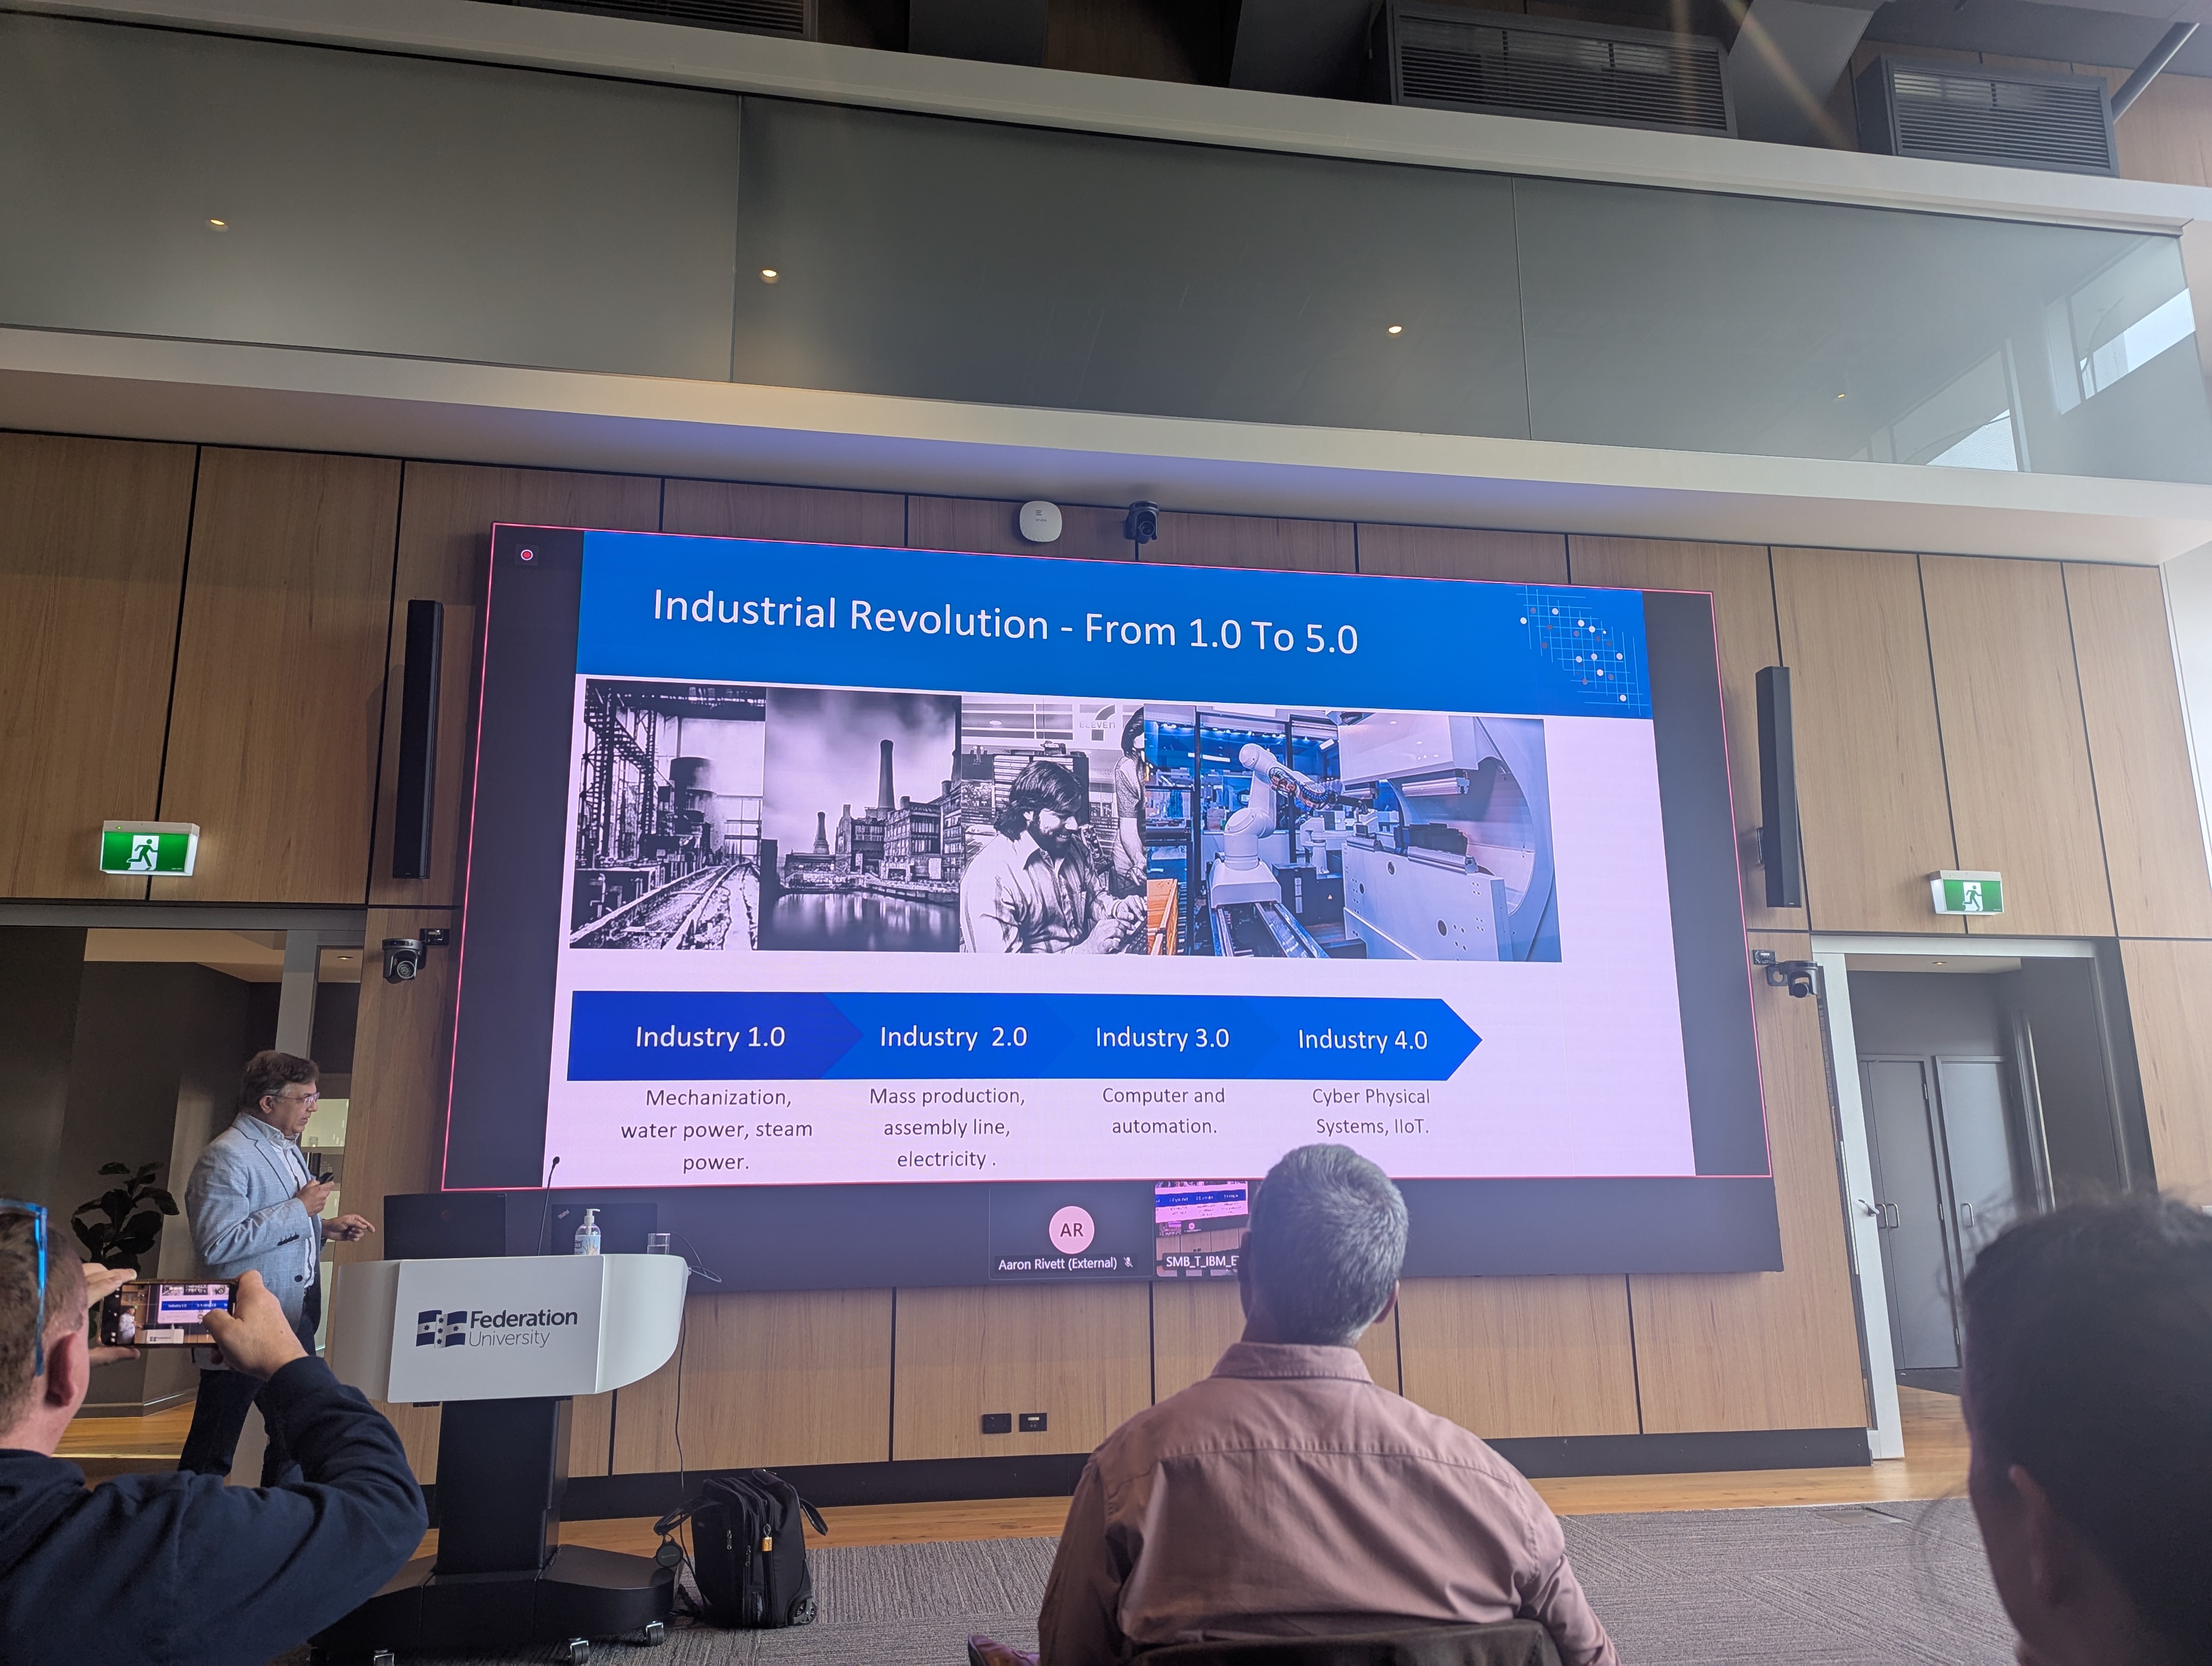 Industrial Revolution - From 1.0 To 5.0
ELEVEN
Industry 1.0
Industry  2.0
Industry 3.0
Industry 4.0
Mechanization,
water power, steam
power.
Mass production,
assembly line,
electricity .
Computer and
automation.
Cyber Physical
Systems, IIoT.
AR
Aaron Rivett (External)
SMB_T_IBM_E
Federation
University